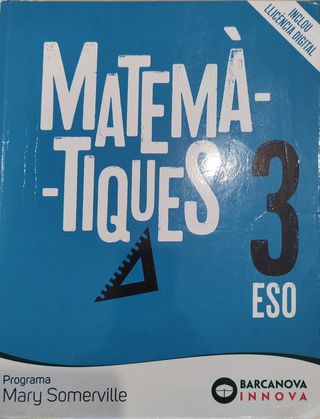 INCLOU
LLICÈNCIA DIGITAL
MATEMÀ-
-TIQUES 3
ESO
Programa
Mary Somerville
BARCANOVA
INNOVA